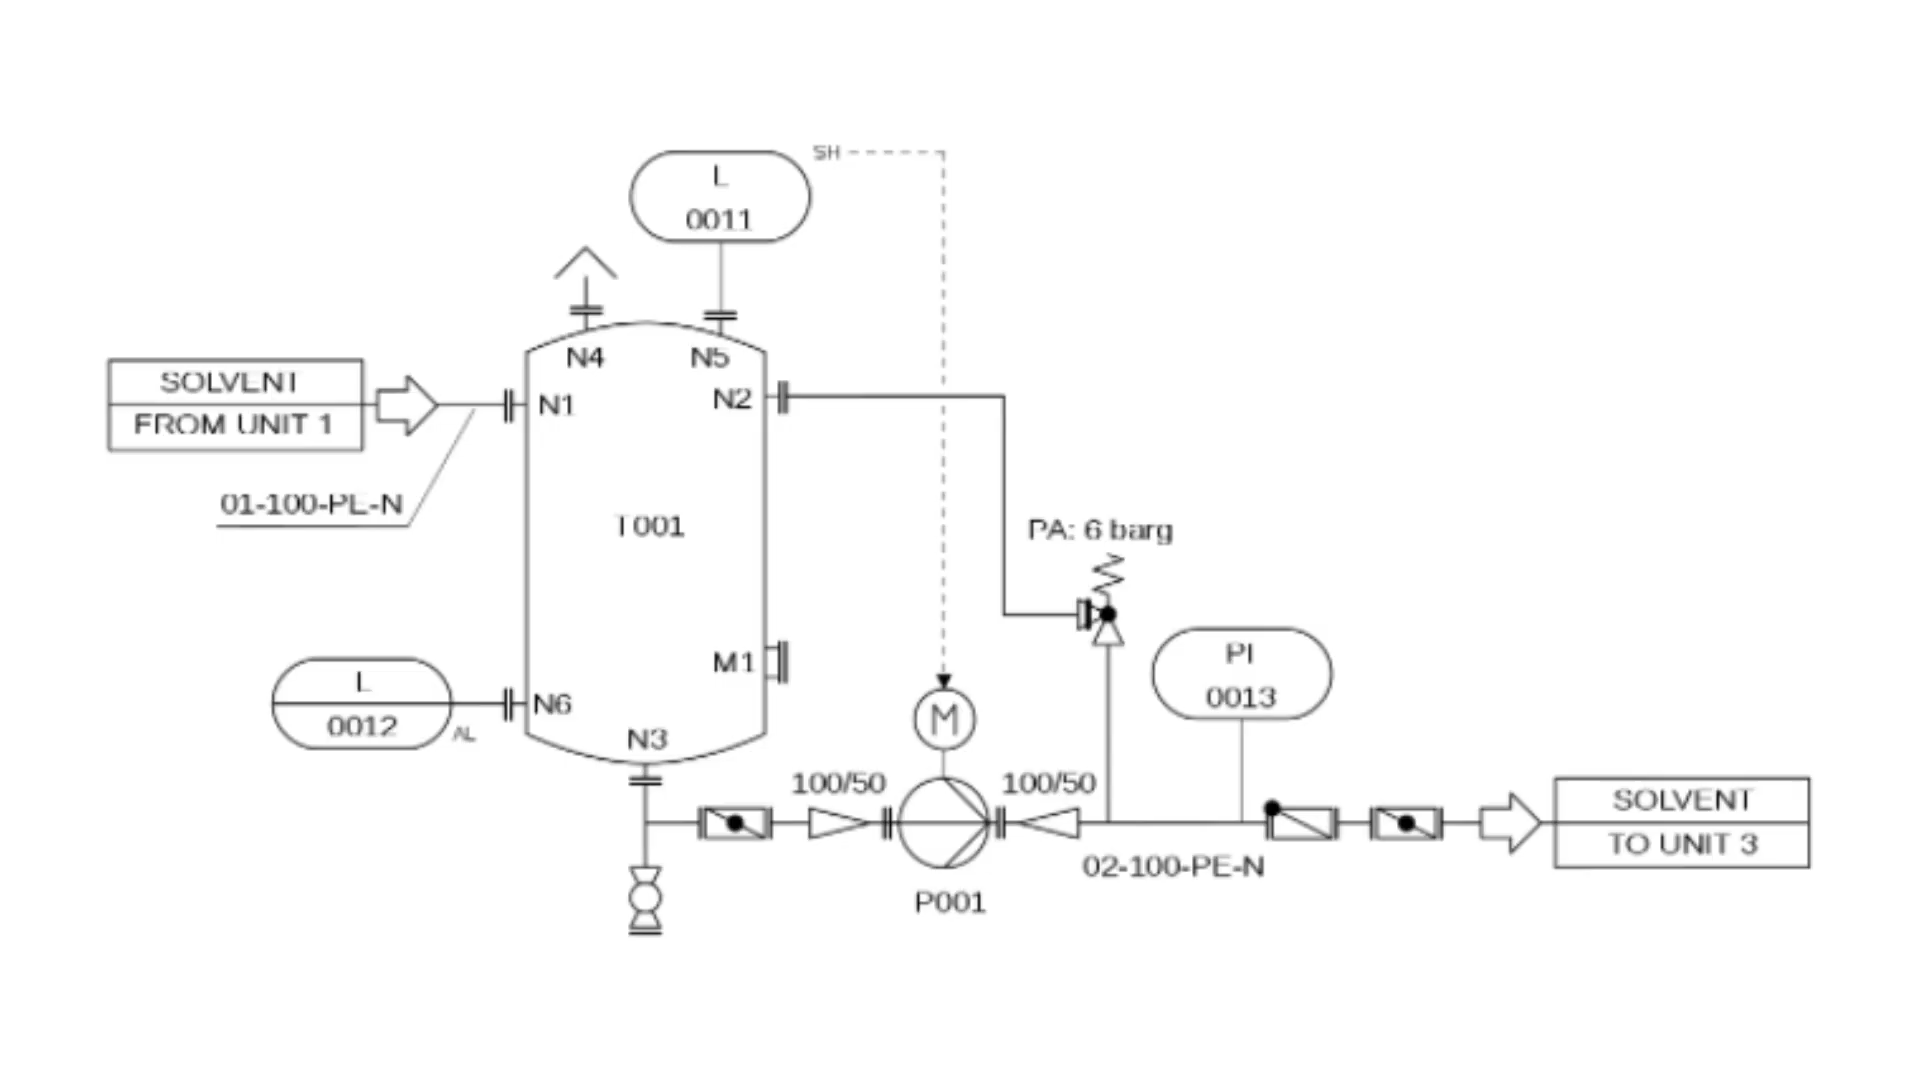 SH
L
0011
N4
N5
SOLVENT
FROM UNIT 1
N1
N2
01-100-PE-N
T001
PA: 6 barg
L
0012
AL
N6
M1
N3
M
PI
0013
100/50
100/50
SOLVENT
TO UNIT 3
02-100-PE-N
P001